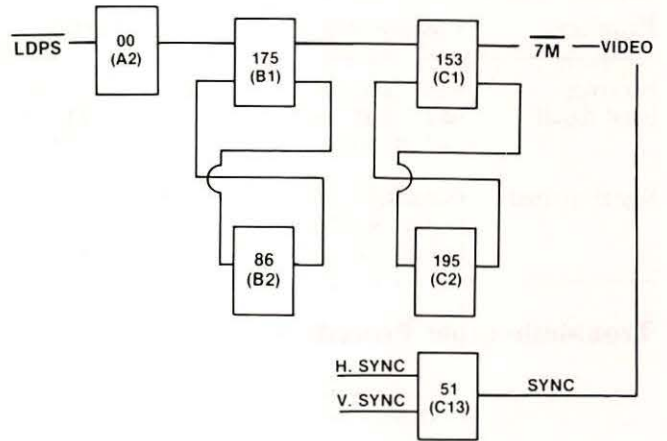 LDPS
00
(A2)
175
(B1)
153
(C1)
7M
VIDEO
86
(B2)
195
(C2)
H. SYNC
V. SYNC
51
(C13)
SYNC